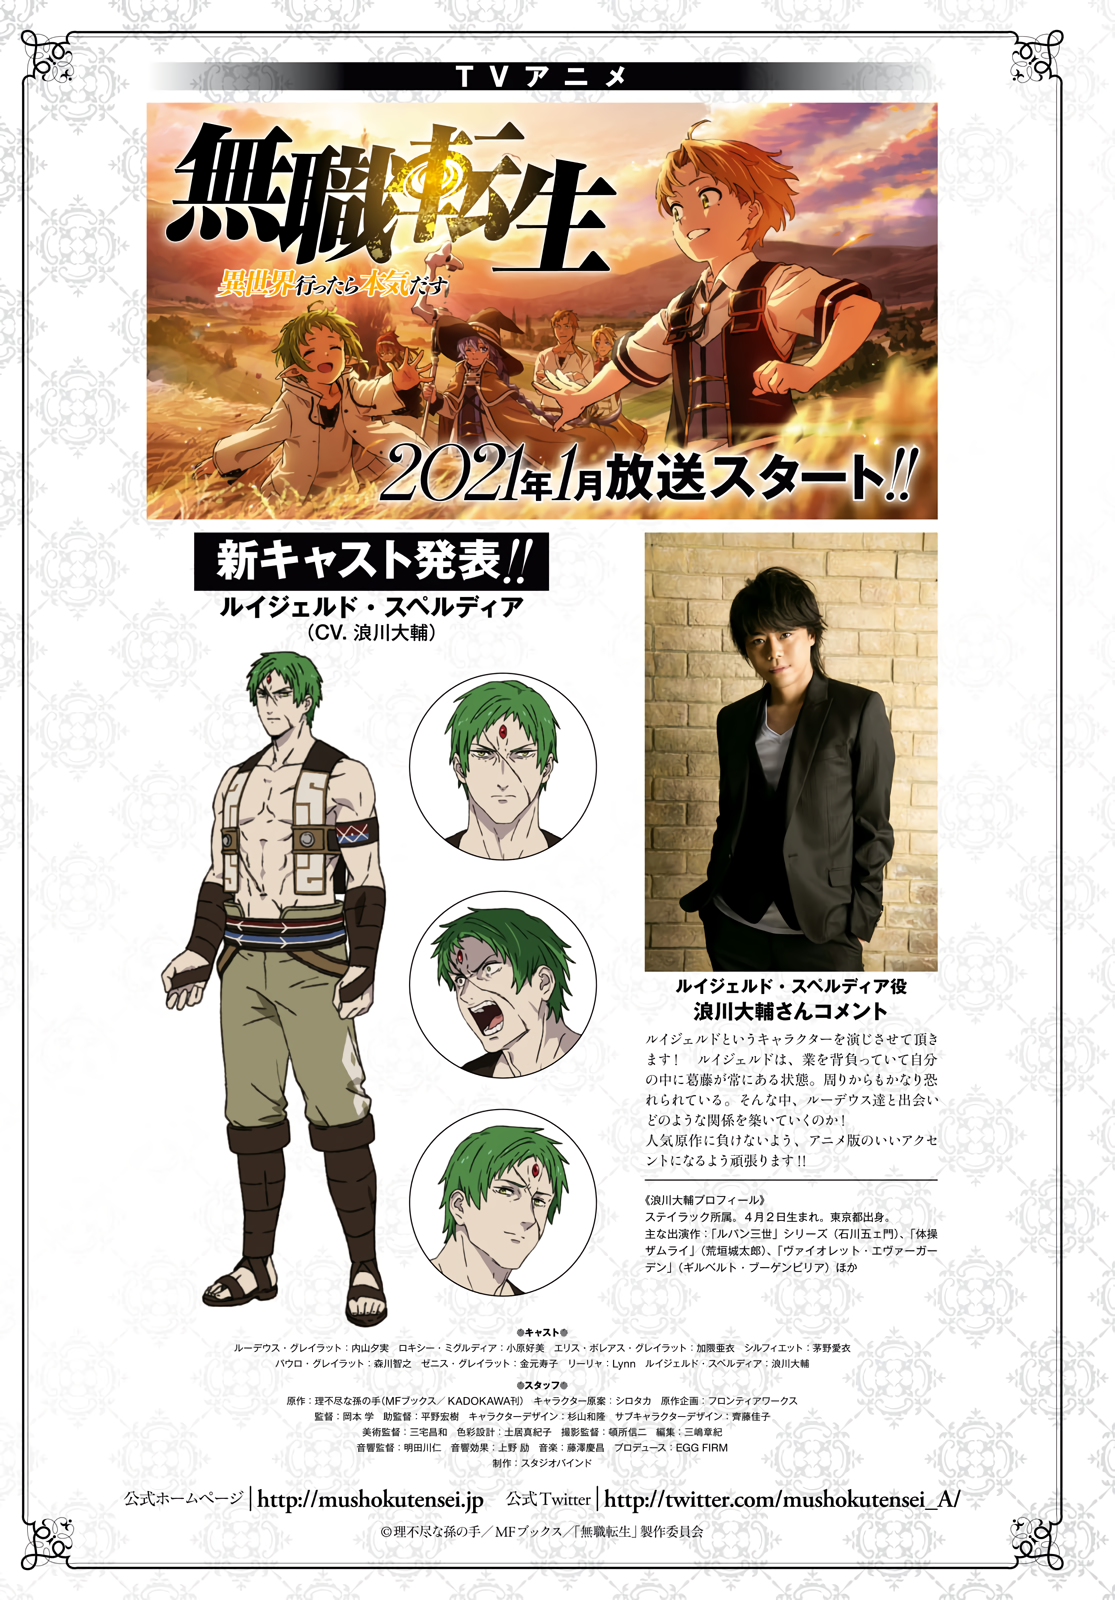 TVアニメ
無職転生
異世界行ったら本気だす
2021年1月放送スタート!!
新キャスト発表!!
ルイジェルド・スペルディア
（CV. 浪川大輔）
ルイジェルド・スペルディア役
浪川大輔さんコメント
ルイジェルドというキャラクターを演じさせて頂き
ます！　ルイジェルドは、業を背負っていて自分
の中に葛藤が常にある状態。周りからもかなり恐
れられている。そんな中、ルーデウス達と出会い
どのような関係を築いていくのか！
人気原作に負けないよう、アニメ版のいいアクセ
ントになるよう頑張ります!!
《浪川大輔プロフィール》
ステイラック所属。４月２日生まれ。東京都出身。
主な出演作：「ルパン三世」シリーズ（石川五ェ門）、「体操
ザムライ」（荒垣城太郎）、「ヴァイオレット・エヴァーガー
デン」（ギルベルト・ブーゲンビリア）ほか
●キャスト●
ルーデウス・グレイラット：内山夕実　ロキシー・ミグルディア：小原好美　エリス・ボレアス・グレイラット：加隈亜衣　シルフィエット：茅野愛衣
パウロ・グレイラット：森川智之　ゼニス・グレイラット：金元寿子　リーリャ：Lynn　ルイジェルド・スペルディア：浪川大輔
●スタッフ●
原作：理不尽な孫の手（MFブックス／KADOKAWA刊）　キャラクター原案：シロタカ　原作企画：フロンティアワークス
監督：岡本 学　助監督：平野宏樹　キャラクターデザイン：杉山和隆　サブキャラクターデザイン：齊藤佳子
美術監督：三宅昌和　色彩設計：土居真紀子　撮影監督：頓所信二　編集：三嶋章紀
音響監督：明田川仁　音響効果：上野 励　音楽：藤澤慶昌　プロデュース：EGG FIRM
制作：スタジオバインド
公式ホームページ｜http://mushokutensei.jp　公式Twitter｜http://twitter.com/mushokutensei_A/
©理不尽な孫の手／MFブックス／「無職転生」製作委員会